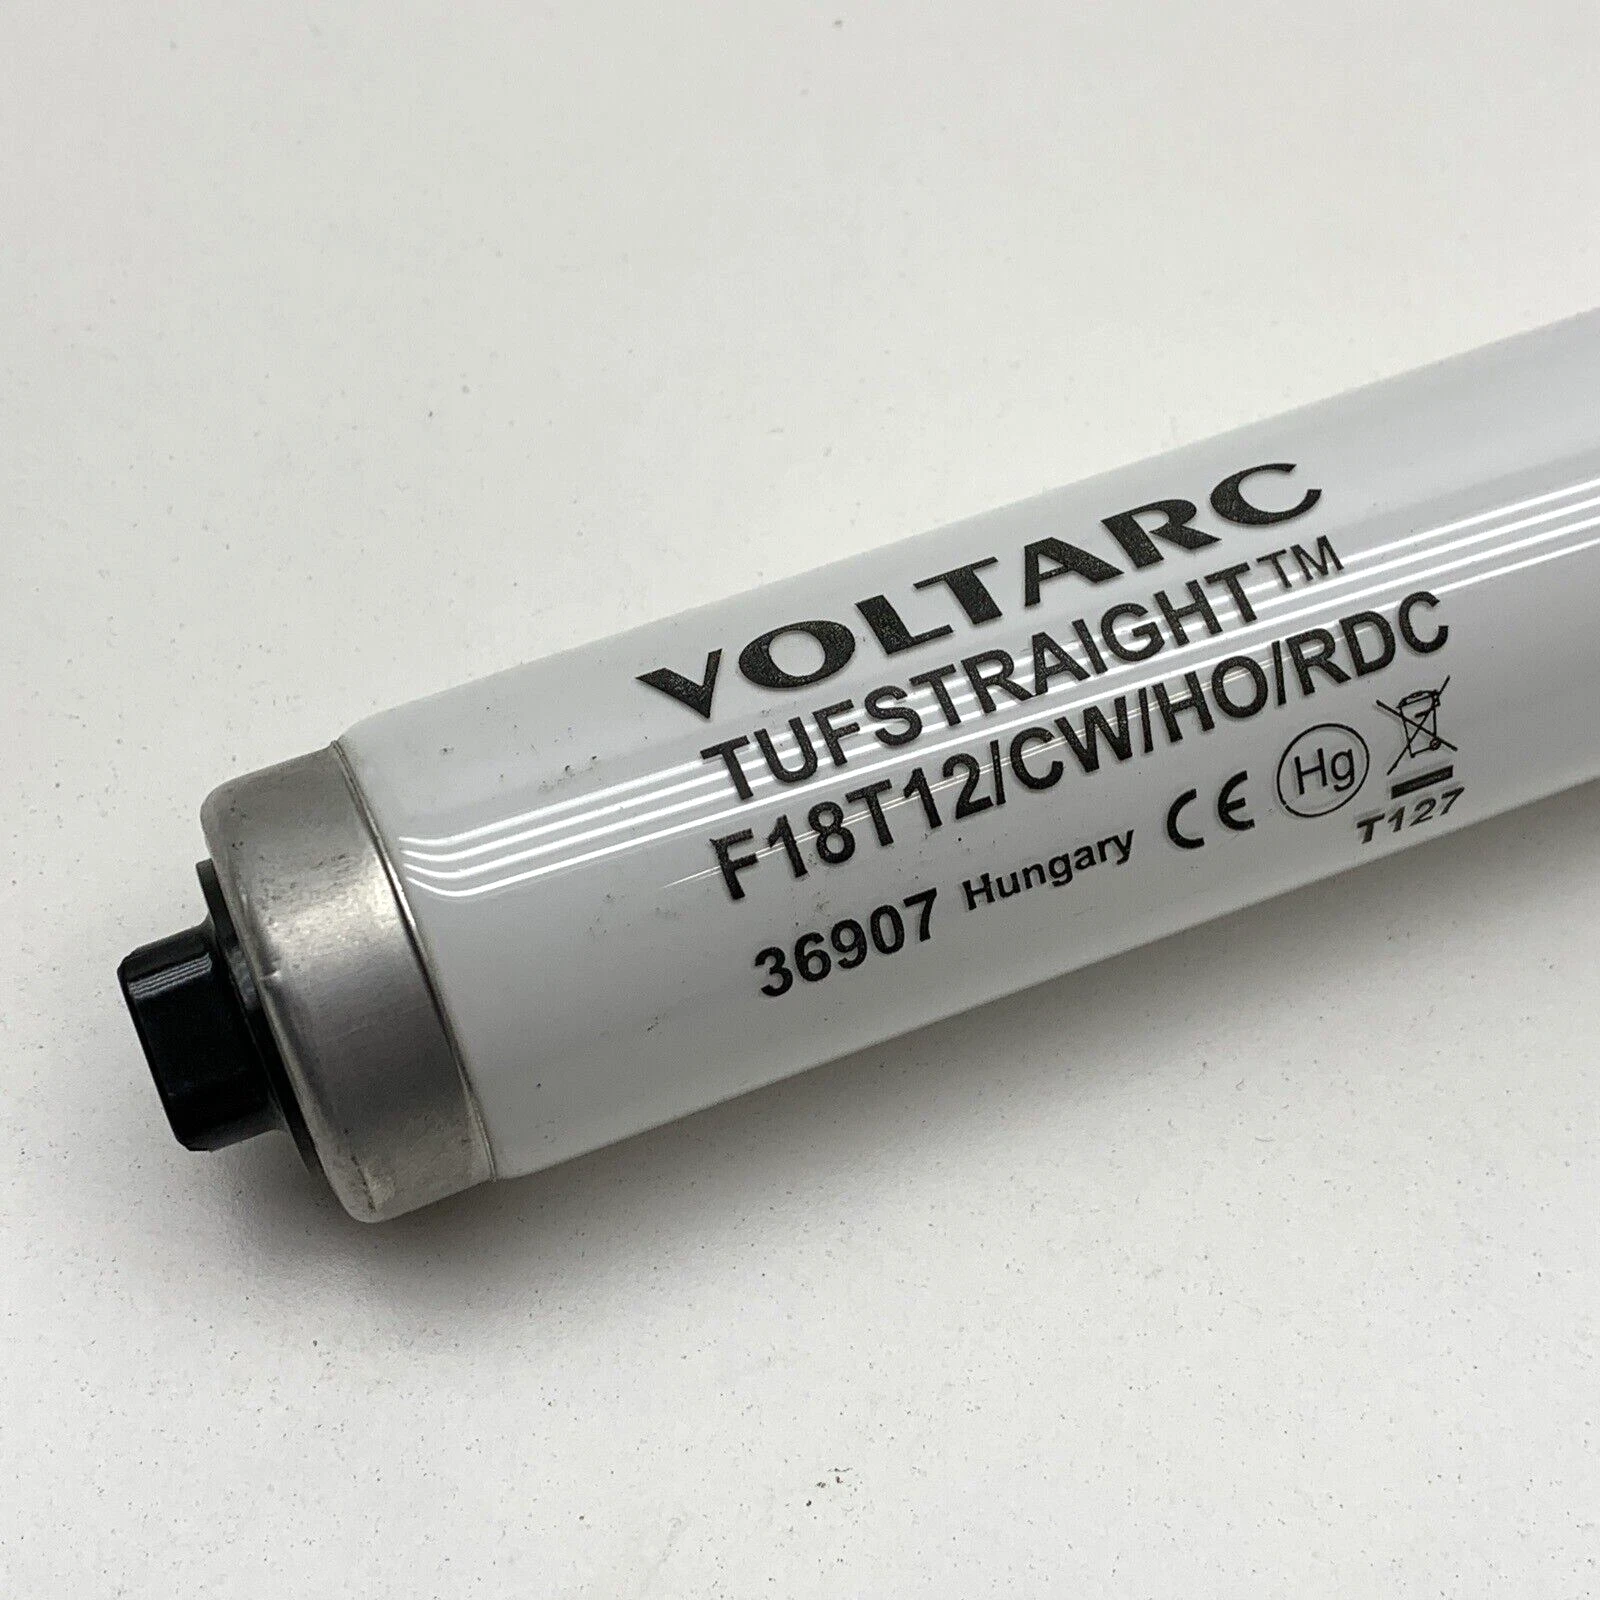 VOLTARC
TUFSTRAIGHT™
F18T12/CW/HO/RDC
36907 Hungary CE Hg
T127